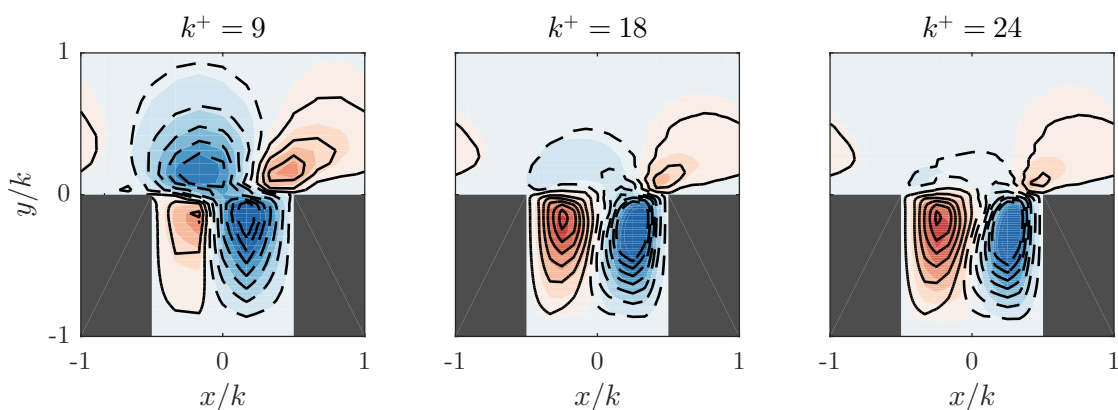 k⁺ = 9
k⁺ = 18
k⁺ = 24
y/k
1
0
-1
-1 0 1
-1 0 1
-1 0 1
x/k
x/k
x/k